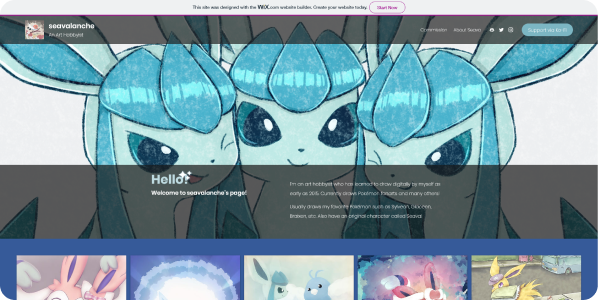 This site was designed with the WiX.com website builder. Create your website today. Start Now
seavalanche
An Art Hobbyist
Commission About Seava Support via Ko-fi
Hello!
Welcome to seavalanche's page!
I'm an art hobbyist who has learned to draw digitally by myself as
early as 2015. Currently draws Pokémon fanarts and many others!
Usually draws my favorite Pokémon such as Sylveon, Glaceon,
Braixen, etc. Also have an original character called Seava!